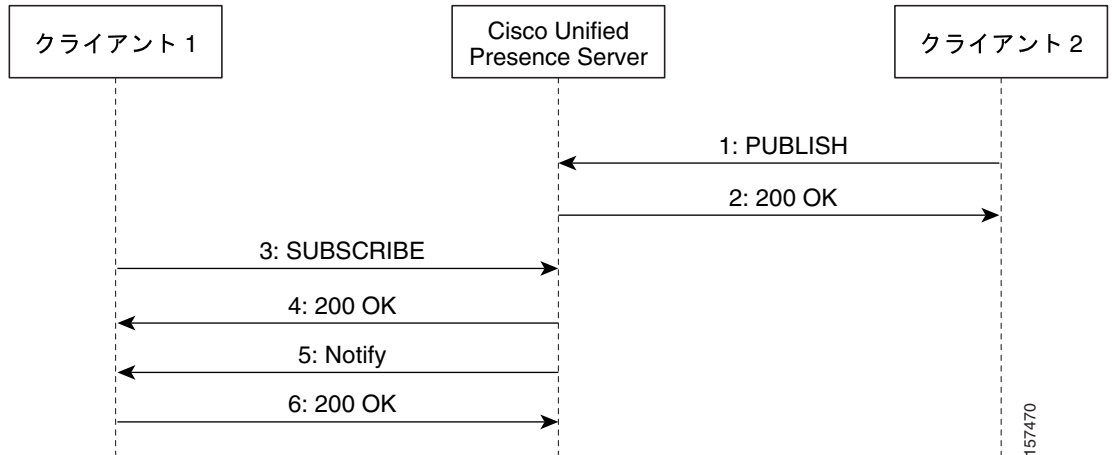 クライアント 1
Cisco Unified
Presence Server
クライアント 2
1: PUBLISH
2: 200 OK
3: SUBSCRIBE
4: 200 OK
5: Notify
6: 200 OK
157470